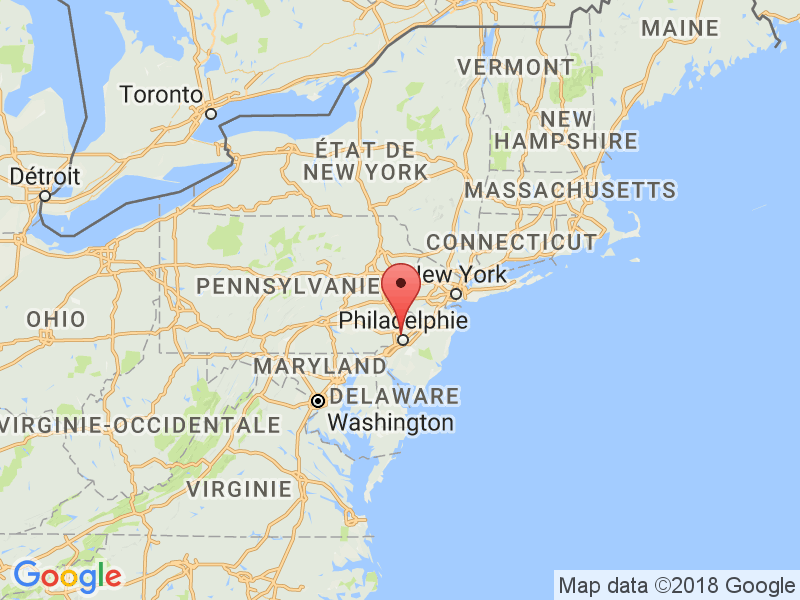 MAINE
VERMONT
Toronto
NEW
HAMPSHIRE
ÉTAT DE
NEW YORK
Détroit
MASSACHUSETTS
CONNECTICUT
New York
PENNSYLVANIE
OHIO
Philadelphie
MARYLAND
DELAWARE
Washington
VIRGINIE-OCCIDENTALE
VIRGINIE
Google
Map data ©2018 Google